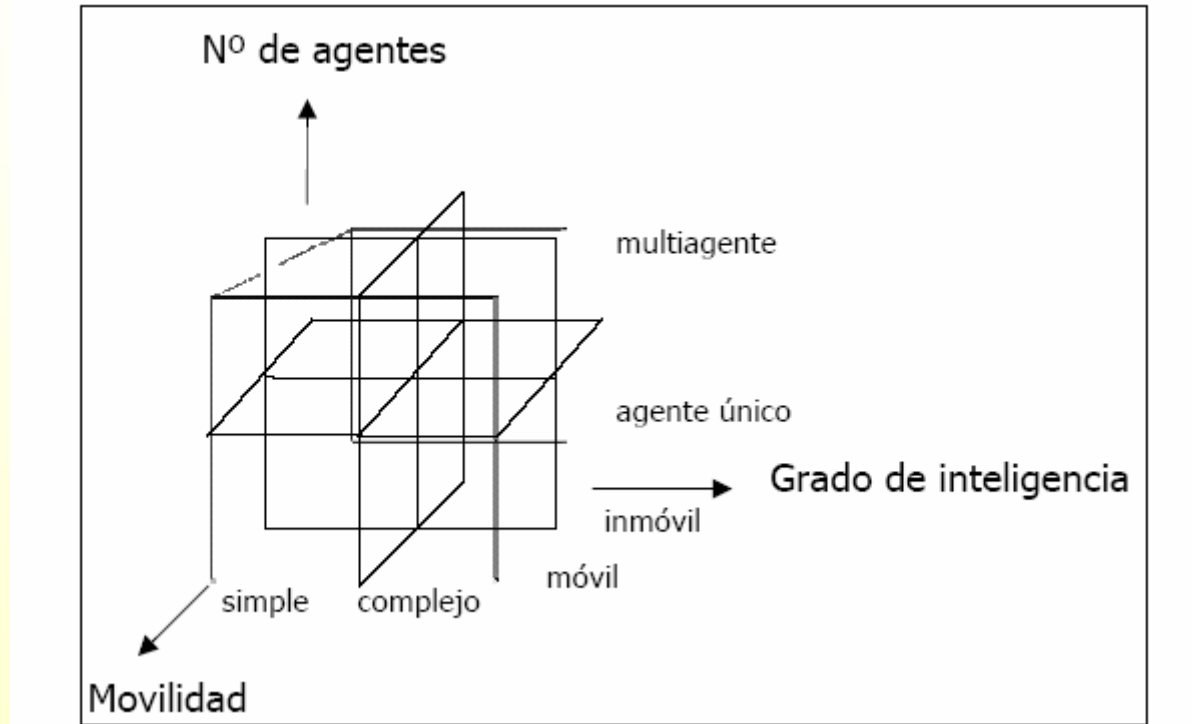 Nº de agentes
multiagente
agente único
Grado de inteligencia
inmóvil
móvil
simple
complejo
Movilidad